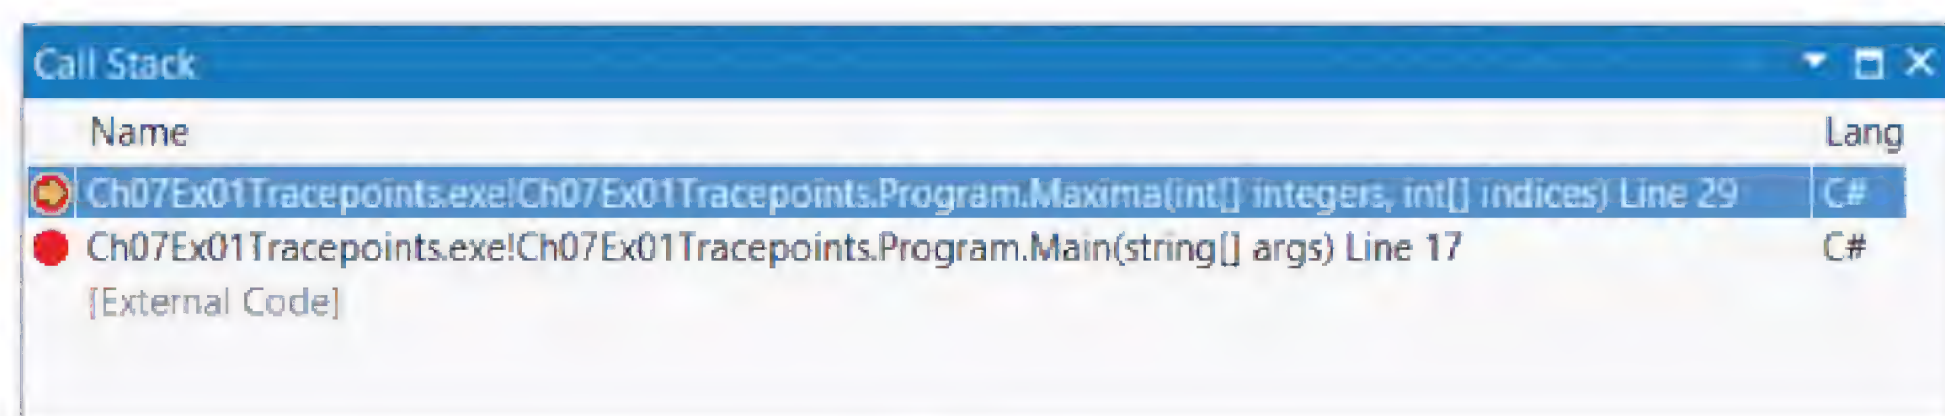 Call Stack
Name Lang
Ch07Ex01Tracepoints.exe!Ch07Ex01Tracepoints.Program.Maxima(int[] integers, int[] indices) Line 29 C#
Ch07Ex01Tracepoints.exe!Ch07Ex01Tracepoints.Program.Main(string[] args) Line 17 C#
[External Code]